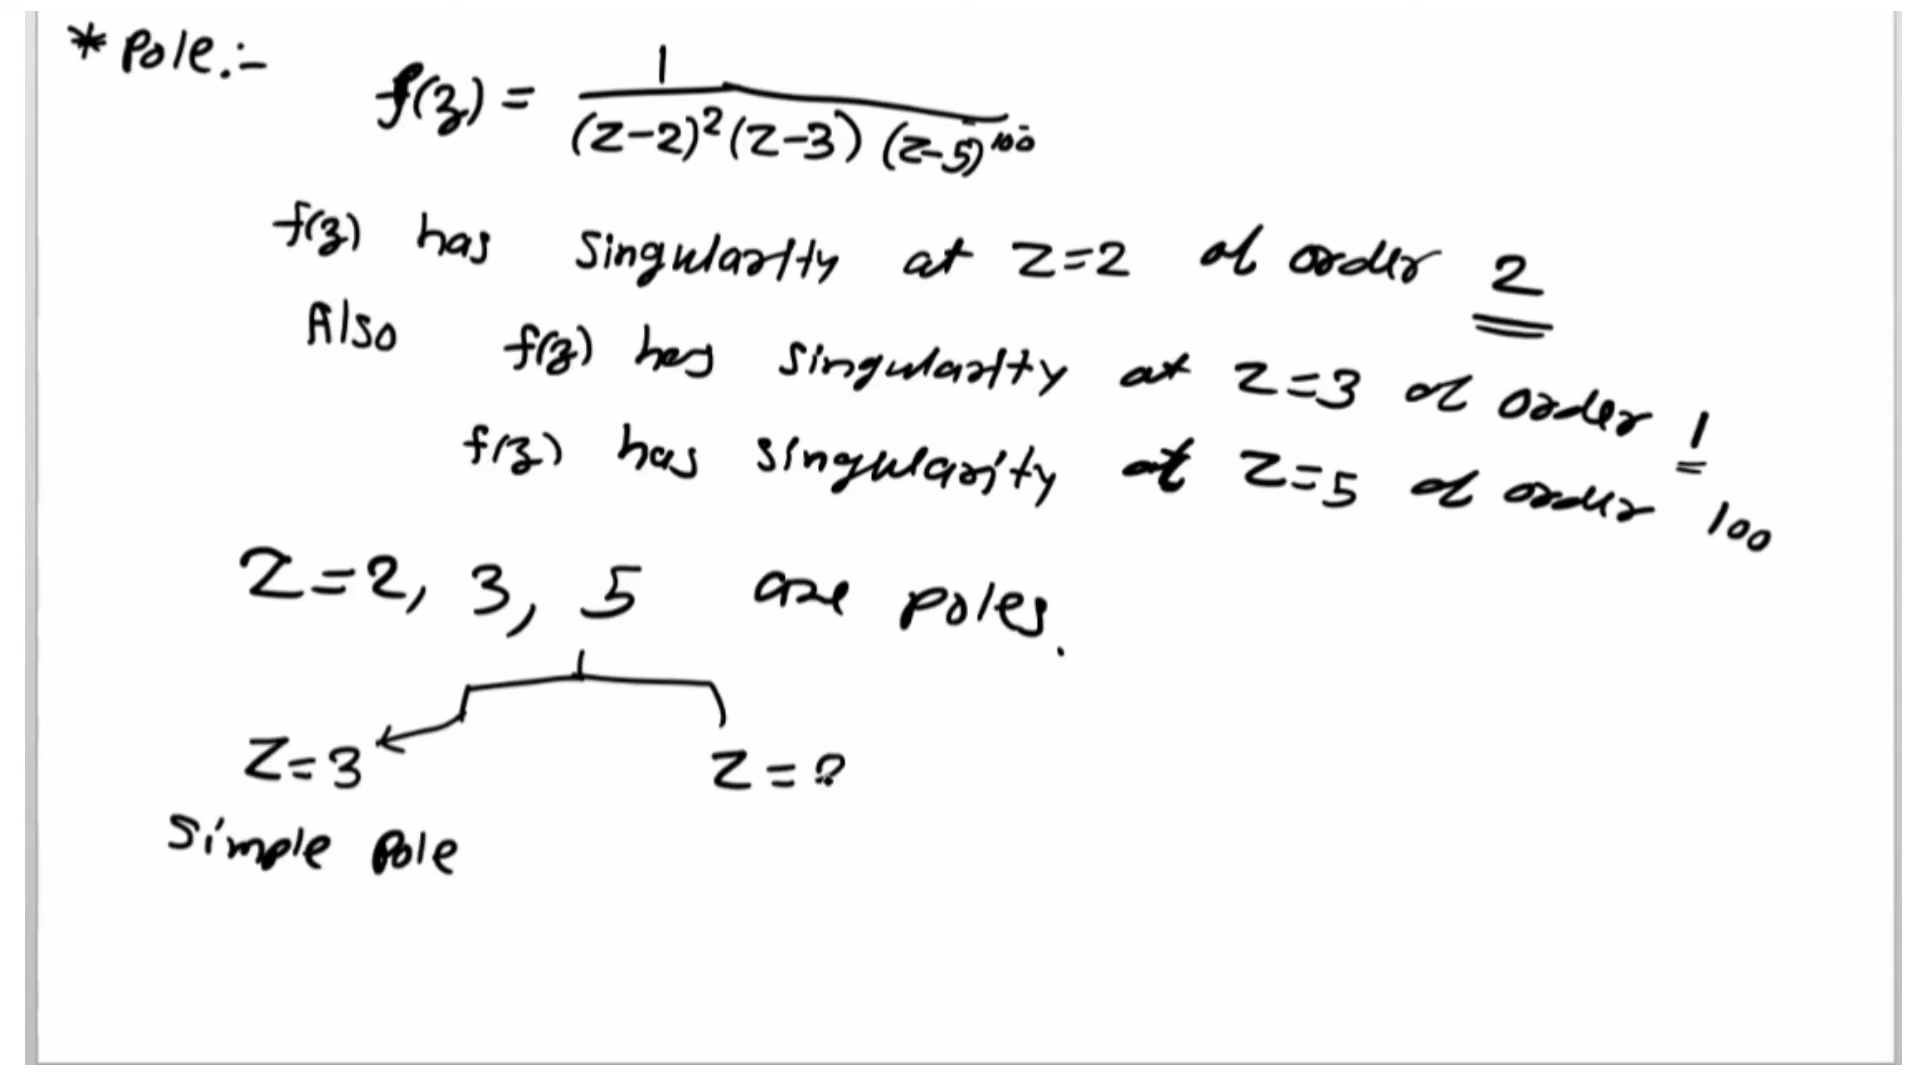 * Pole:-
f(z) = 1 / (z-2)²(z-3) (z-5)¹⁰⁰
f(z) has singularity at z=2 of order 2
Also f(z) has singularity at z=3 of order 1
f(z) has singularity at z=5 of order 100
z=2, 3, 5 are poles.
z=3 z=?
Simple Pole